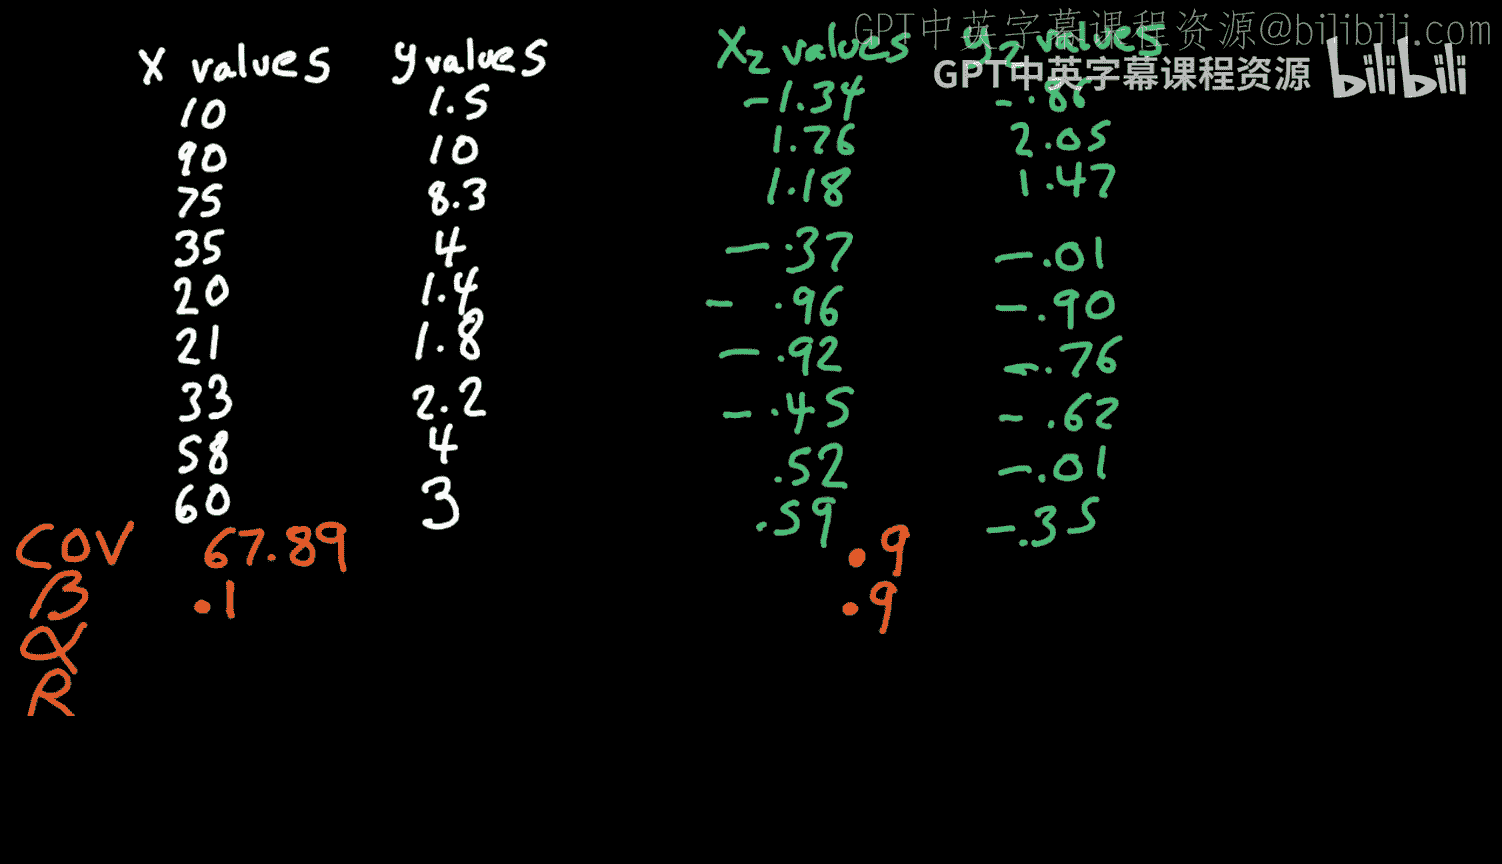 GPT中英字幕课程资源@bilibili.com
x values y values x₂ values y₂ values
GPT中英字幕课程资源 bilibili
10 1.5 -1.34 -.86
90 10 1.76 2.05
75 8.3 1.18 1.47
35 4 -.37 -.01
20 1.4 -.96 -.90
21 1.8 -.92 -.76
33 2.2 -.45 -.62
58 4 .52 -.01
60 3 .59 -.35
COV 67.89 .9
β .1 .9
α
R